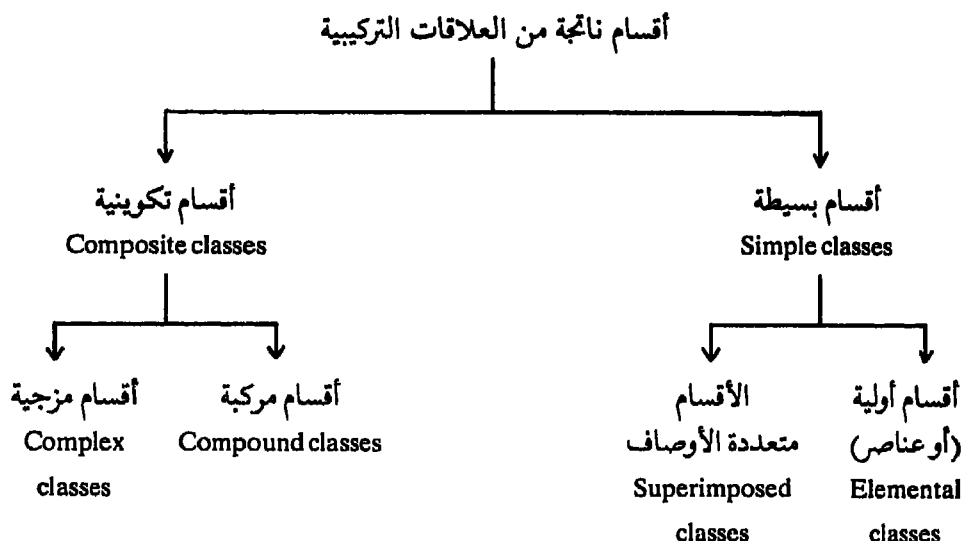 أقسام ناتجة من العلاقات التركيبية
أقسام بسيطة
Simple classes
أقسام تكوينية
Composite classes
أقسام أولية
(أو عناصر)
Elemental
classes
الأقسام
متعددة الأوصاف
Superimposed
classes
أقسام مركبة
Compound classes
أقسام مزجية
Complex
classes